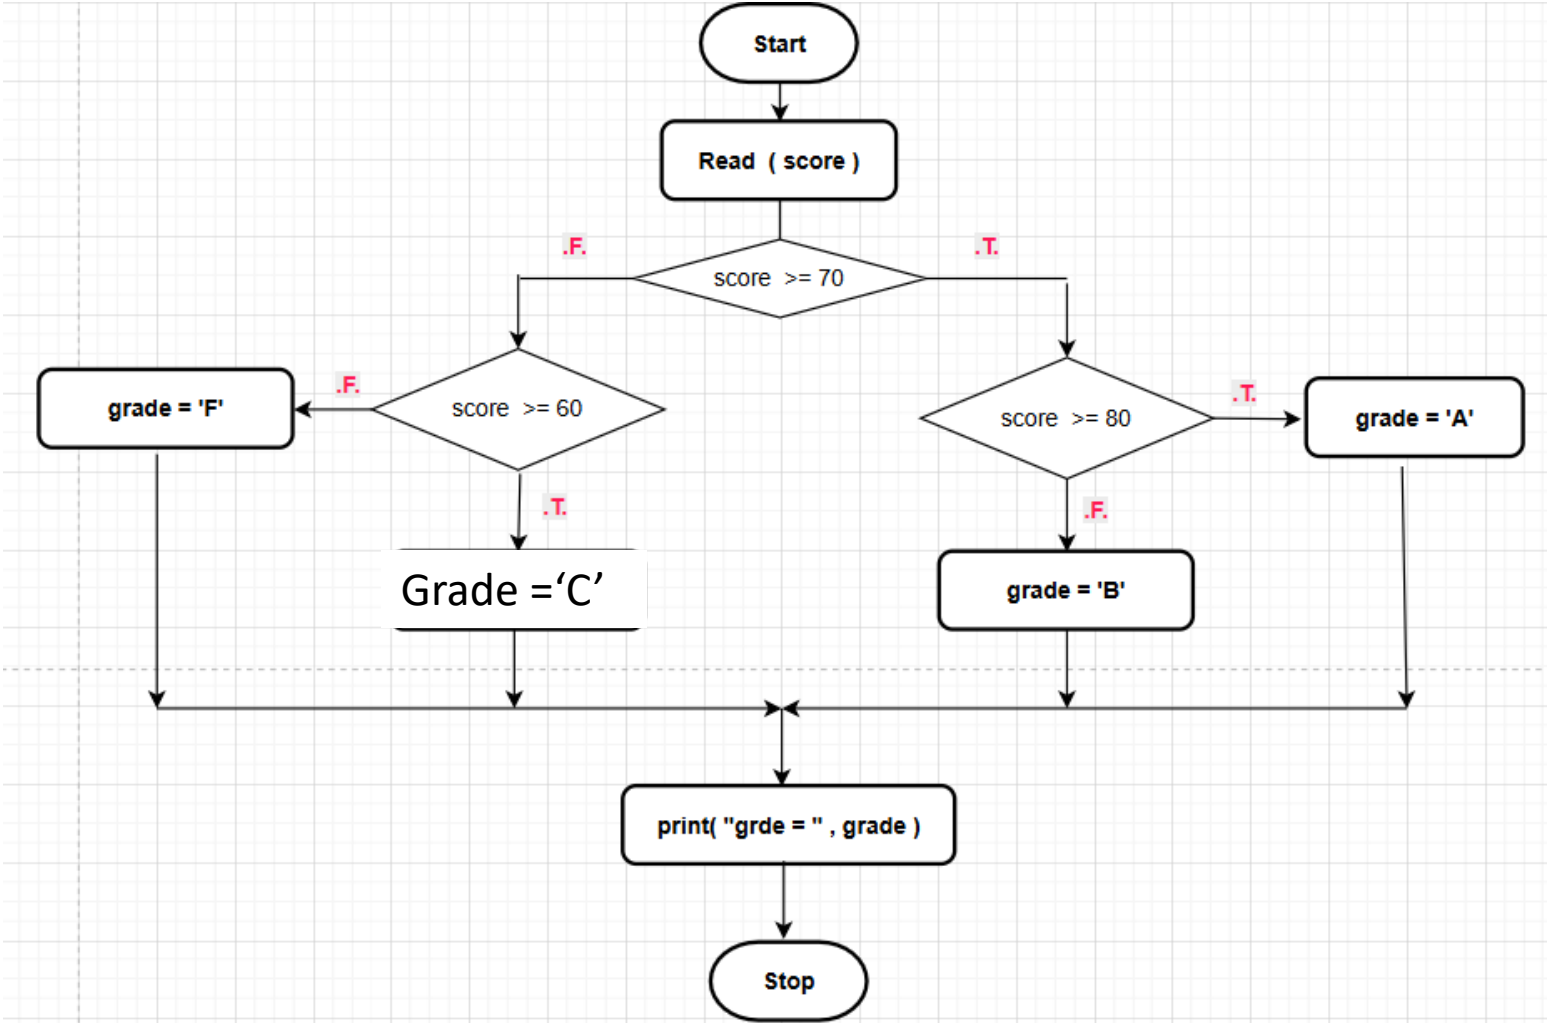 Start
Read ( score )
.F.
.T.
score >= 70
.F.
score >= 60
grade = 'F'
score >= 80
.T.
grade = 'A'
.T.
.F.
Grade =‘C’
grade = 'B'
print( "grde = " , grade )
Stop